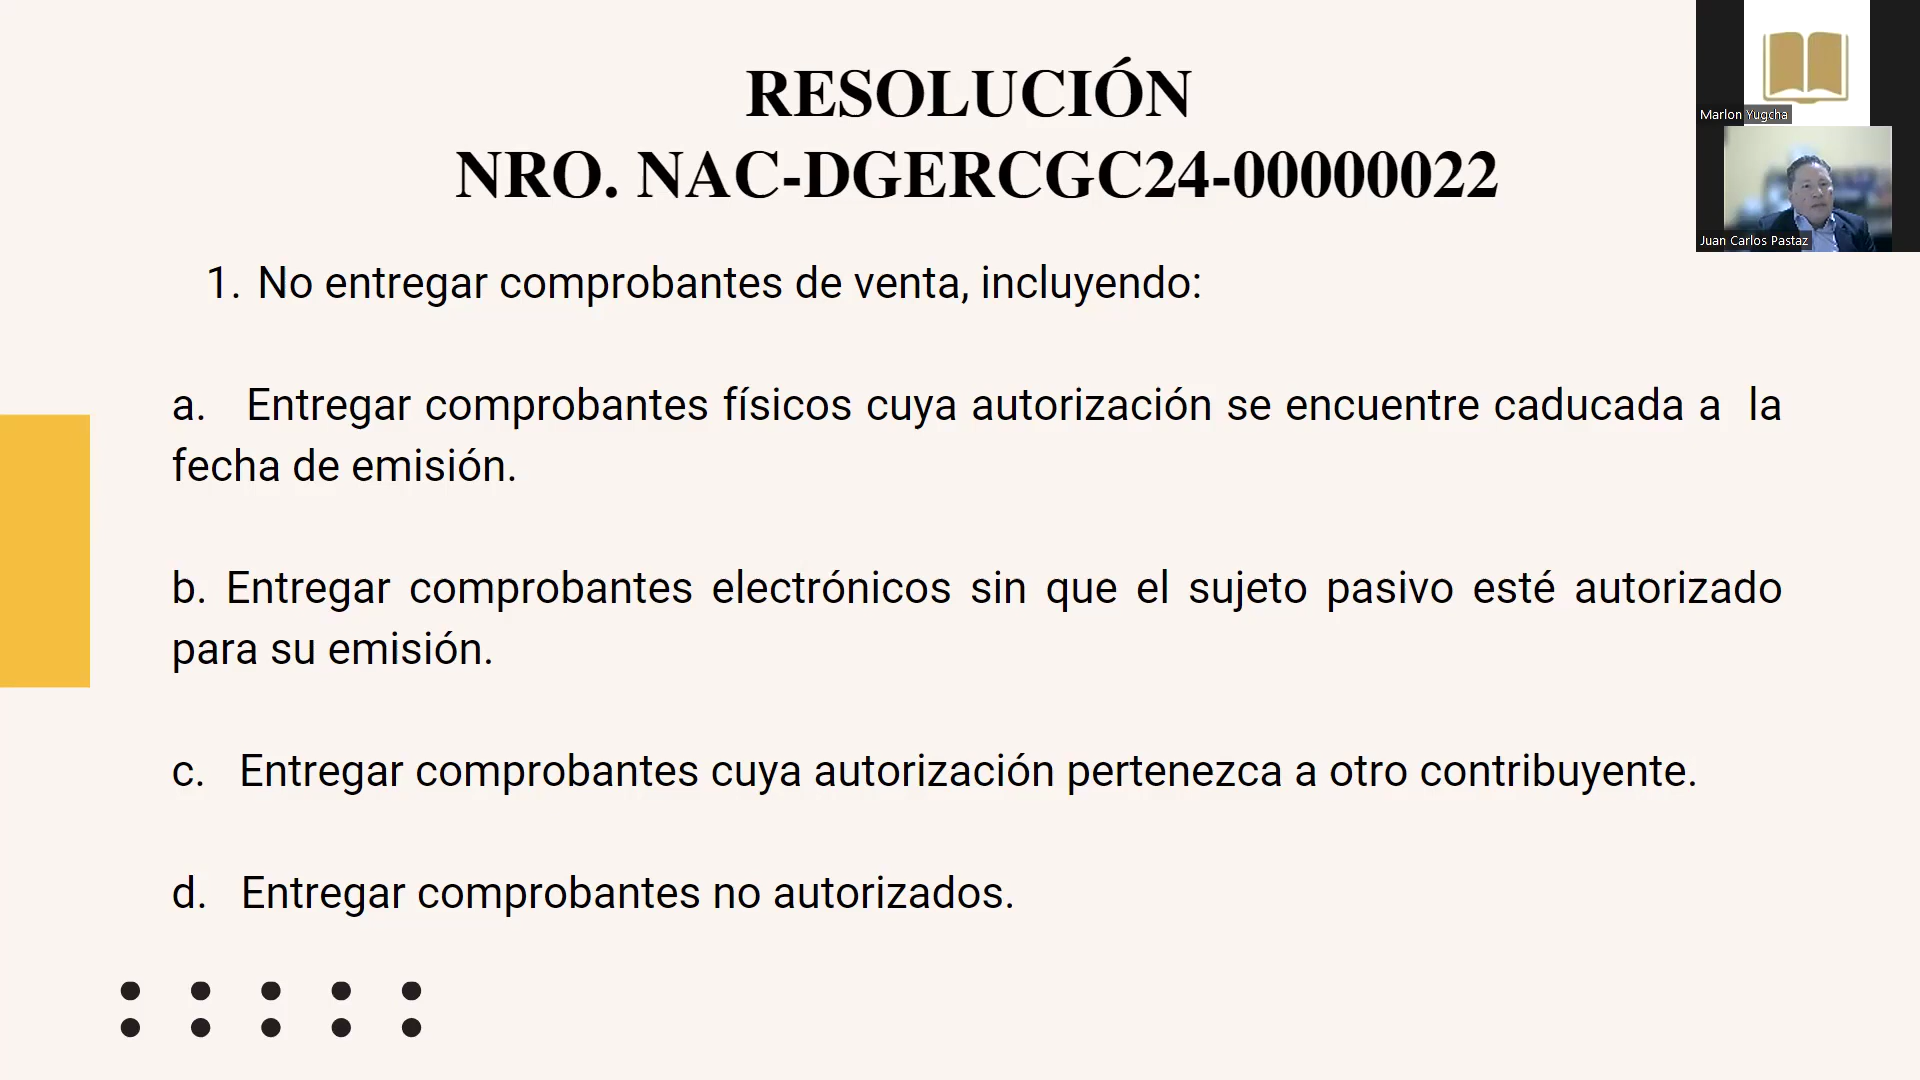 RESOLUCIÓN
NRO. NAC-DGERCGC24-00000022
Marlon Yugcha
Juan Carlos Pastaz
1. No entregar comprobantes de venta, incluyendo:
a. Entregar comprobantes físicos cuya autorización se encuentre caducada a la
fecha de emisión.
b. Entregar comprobantes electrónicos sin que el sujeto pasivo esté autorizado
para su emisión.
c. Entregar comprobantes cuya autorización pertenezca a otro contribuyente.
d. Entregar comprobantes no autorizados.